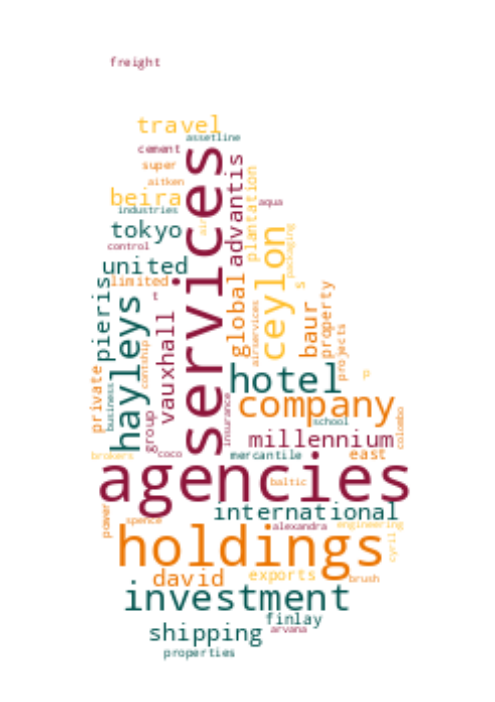 freight
travel
assetline
cement
super
aitken
beira
industries
tokyo
control
united
limited
services
advantis
plantation
aqua
air
ceylon
packaging
s
t
pieris
hayleys
contship
vauxhall
global
airservices
baur
property
projects
private
business
group
insurance
hotel
p
company
school
colombo
millennium
brokers
coco
mercantile
east
agencies
baltic
power
spence
international
alexandra
engineering
cyril
holdings
david
exports
brush
investment
finlay
shipping
arvana
properties